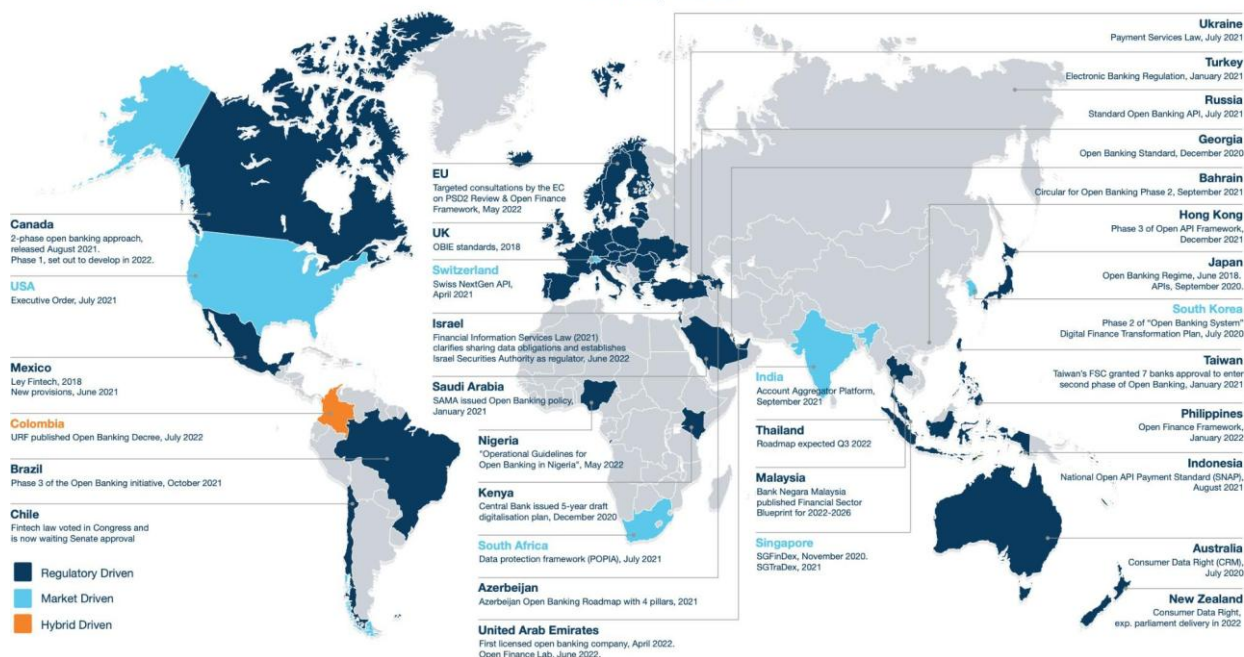 Canada
2-phase open banking approach,
released August 2021.
Phase 1, set out to develop in 2022.
USA
Executive Order, July 2021
Mexico
Ley Fintech, 2018
New provisions, June 2021
Colombia
URF published Open Banking Decree, July 2022
Brazil
Phase 3 of the Open Banking initiative, October 2021
Chile
Fintech law voted in Congress and
is now waiting Senate approval
Regulatory Driven
Market Driven
Hybrid Driven
EU
Targeted consultations by the EC
on PSD2 Review & Open Finance
Framework, May 2022
UK
OBIE standards, 2018
Switzerland
Swiss NextGen API,
April 2021
Israel
Financial Information Services Law (2021)
clarifies sharing data obligations and establishes
Israel Securities Authority as regulator, June 2022
Saudi Arabia
SAMA issued Open Banking policy,
January 2021
Nigeria
"Operational Guidelines for
Open Banking in Nigeria", May 2022
Kenya
Central Bank issued 5-year draft
digitalisation plan, December 2020
South Africa
Data protection framework (POPIA), July 2021
Azerbeijan
Azerbeijan Open Banking Roadmap with 4 pillars, 2021
United Arab Emirates
First licensed open banking company, April 2022.
Open Finance Lab, June 2022.
India
Account Aggregator Platform,
September 2021
Thailand
Roadmap expected Q3 2022
Malaysia
Bank Negara Malaysia
published Financial Sector
Blueprint for 2022-2026
Singapore
SGFinDex, November 2020.
SGTraDex, 2021
Ukraine
Payment Services Law, July 2021
Turkey
Electronic Banking Regulation, January 2021
Russia
Standard Open Banking API, July 2021
Georgia
Open Banking Standard, December 2020
Bahrain
Circular for Open Banking Phase 2, September 2021
Hong Kong
Phase 3 of Open API Framework,
December 2021
Japan
Open Banking Regime, June 2018.
APIs, September 2020.
South Korea
Phase 2 of "Open Banking System"
Digital Finance Transformation Plan, July 2020
Taiwan
Taiwan's FSC granted 7 banks approval to enter
second phase of Open Banking, January 2021
Philippines
Open Finance Framework,
January 2022
Indonesia
National Open API Payment Standard (SNAP),
August 2021
Australia
Consumer Data Right (CRM),
July 2020
New Zealand
Consumer Data Right,
exp. parliament delivery in 2022